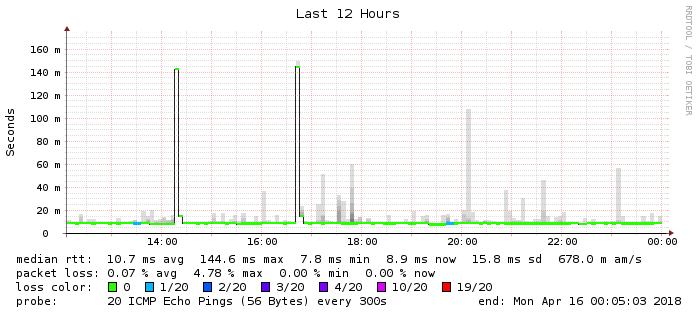 Last 12 Hours
RRDTOOL / TOBI OETIKER
Seconds
160 m
140 m
120 m
100 m
80 m
60 m
40 m
20 m
0
14:00 16:00 18:00 20:00 22:00 00:00
median rtt: 10.7 ms avg 144.6 ms max 7.8 ms min 8.9 ms now 15.8 ms sd 678.0 m am/s
packet loss: 0.07 % avg 4.78 % max 0.00 % min 0.00 % now
loss color: 0 1/20 2/20 3/20 4/20 10/20 19/20
probe: 20 ICMP Echo Pings (56 Bytes) every 300s end: Mon Apr 16 00:05:03 2018